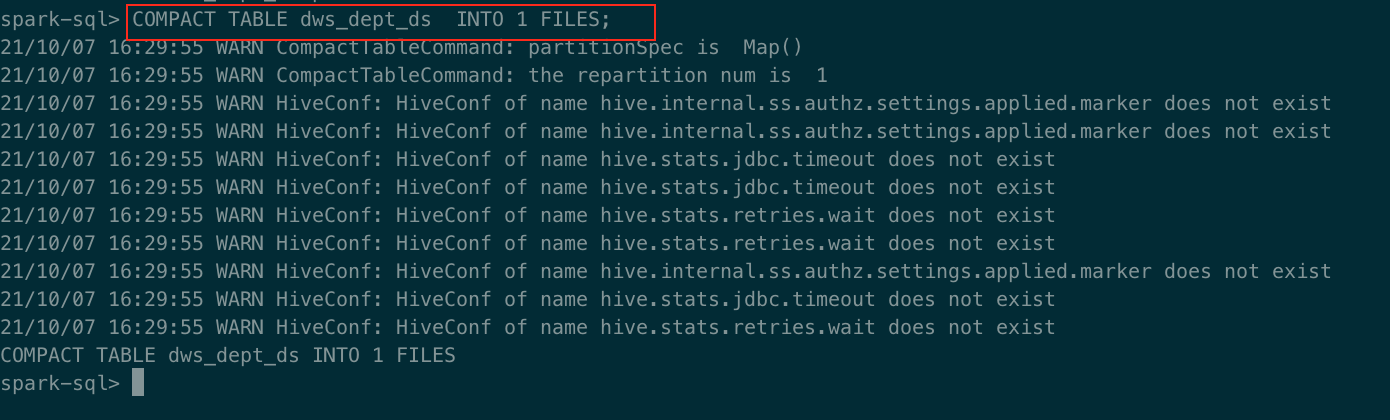 spark-sql> COMPACT TABLE dws_dept_ds  INTO 1 FILES;
21/10/07 16:29:55 WARN CompactTableCommand: partitionSpec is  Map()
21/10/07 16:29:55 WARN CompactTableCommand: the repartition num is  1
21/10/07 16:29:55 WARN HiveConf: HiveConf of name hive.internal.ss.authz.settings.applied.marker does not exist
21/10/07 16:29:55 WARN HiveConf: HiveConf of name hive.internal.ss.authz.settings.applied.marker does not exist
21/10/07 16:29:55 WARN HiveConf: HiveConf of name hive.stats.jdbc.timeout does not exist
21/10/07 16:29:55 WARN HiveConf: HiveConf of name hive.stats.jdbc.timeout does not exist
21/10/07 16:29:55 WARN HiveConf: HiveConf of name hive.stats.retries.wait does not exist
21/10/07 16:29:55 WARN HiveConf: HiveConf of name hive.stats.retries.wait does not exist
21/10/07 16:29:55 WARN HiveConf: HiveConf of name hive.internal.ss.authz.settings.applied.marker does not exist
21/10/07 16:29:55 WARN HiveConf: HiveConf of name hive.stats.jdbc.timeout does not exist
21/10/07 16:29:55 WARN HiveConf: HiveConf of name hive.stats.retries.wait does not exist
COMPACT TABLE dws_dept_ds INTO 1 FILES
spark-sql>